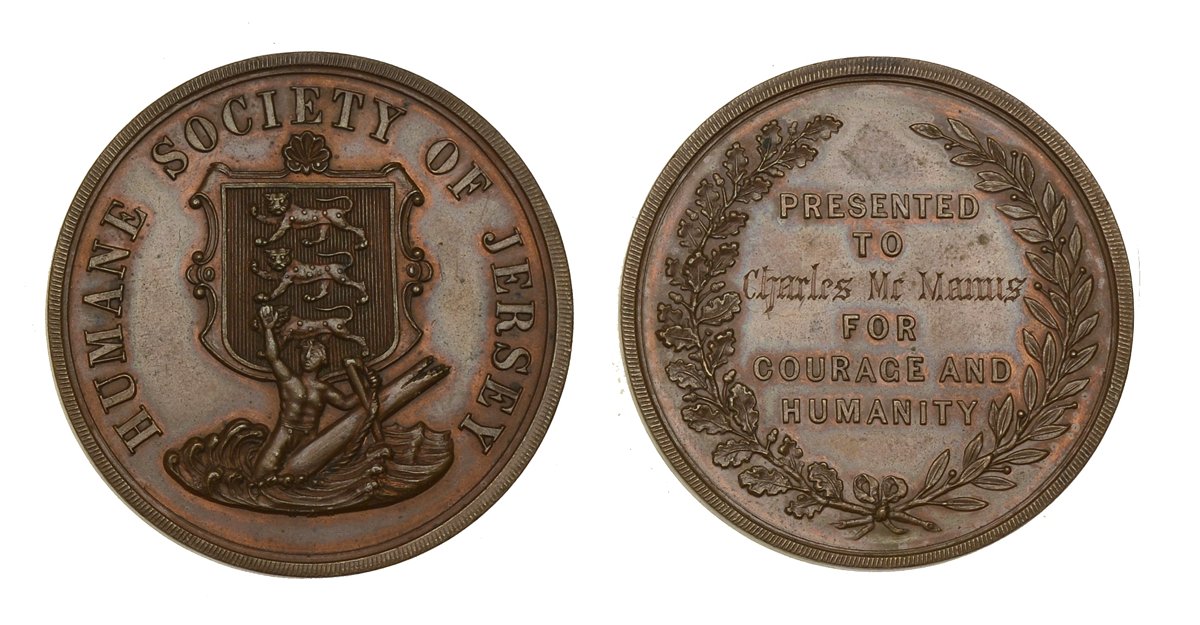 HUMANE SOCIETY OF JERSEY
PRESENTED
TO
Charles Mc Manus
FOR
COURAGE AND
HUMANITY